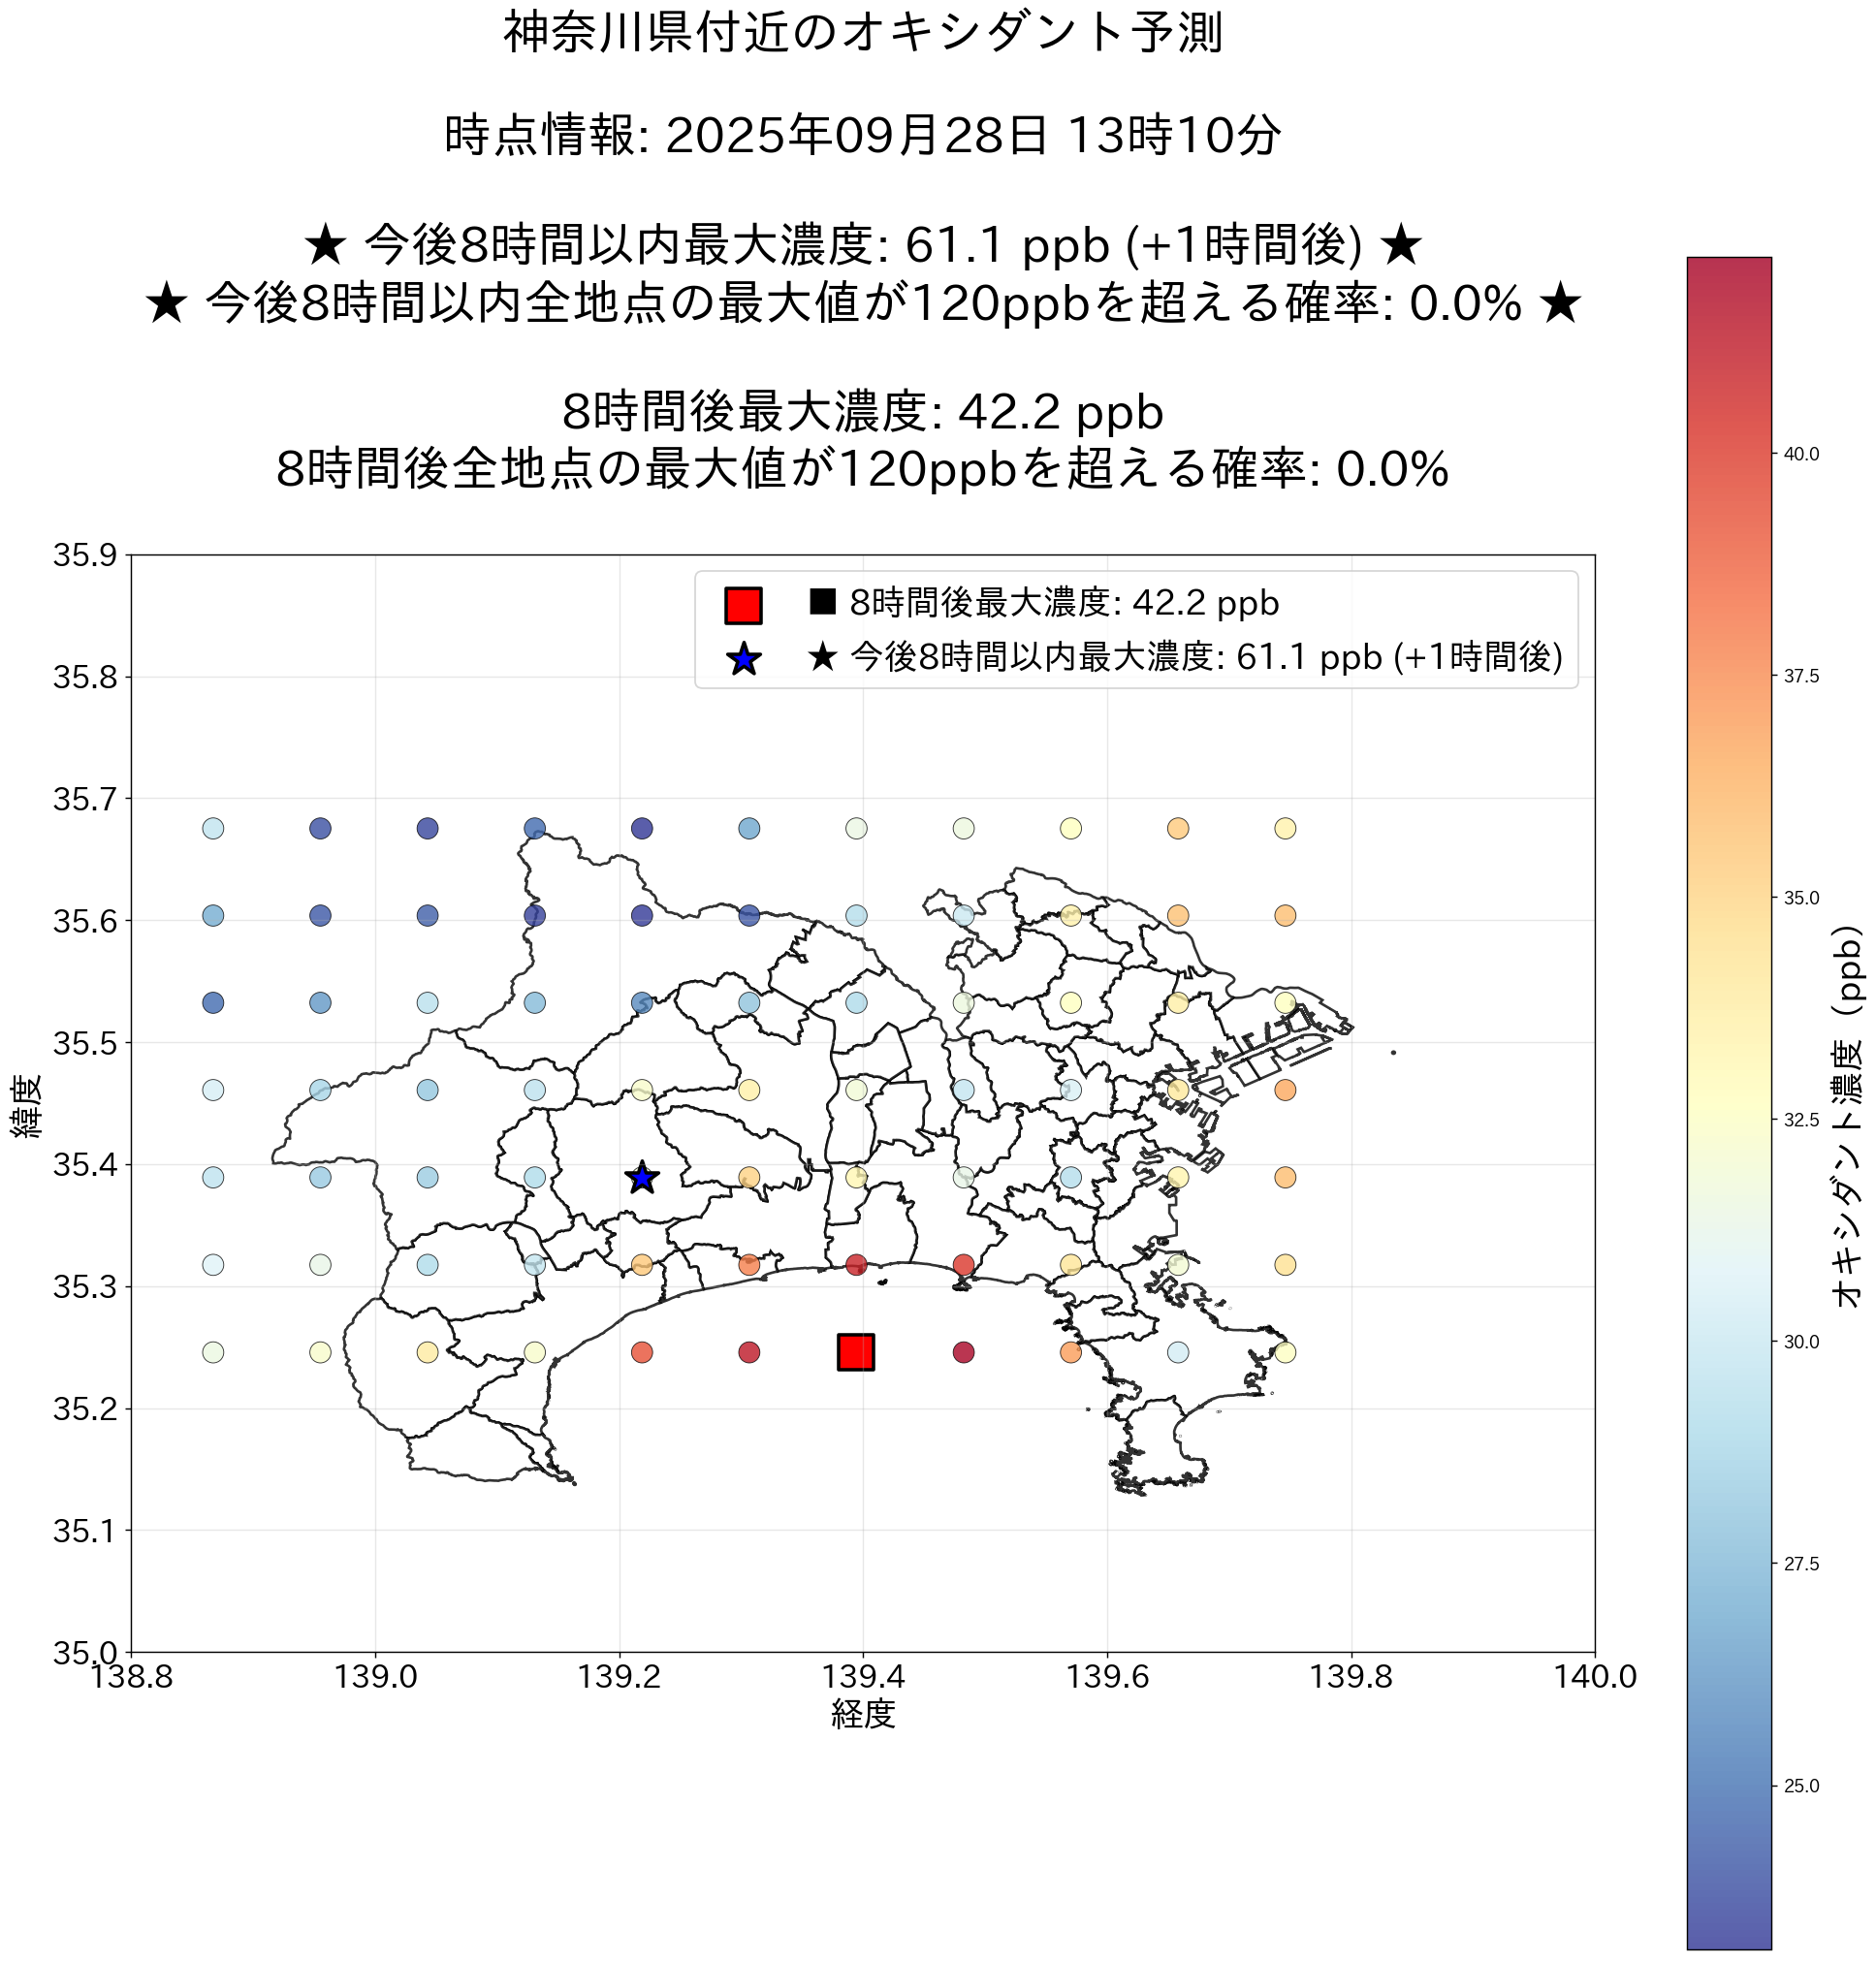 神奈川県付近のオキシダント予測
時点情報: 2025年09月28日 13時10分
★ 今後8時間以内最大濃度: 61.1 ppb (+1時間後) ★
★ 今後8時間以内全地点の最大値が120ppbを超える確率: 0.0% ★
8時間後最大濃度: 42.2 ppb
8時間後全地点の最大値が120ppbを超える確率: 0.0%
■ 8時間後最大濃度: 42.2 ppb
★ 今後8時間以内最大濃度: 61.1 ppb (+1時間後)
35.9
35.8
35.7
35.6
35.5
35.4
35.3
35.2
35.1
35.0
緯度
138.8
139.0
139.2
139.4
139.6
139.8
140.0
経度
40.0
37.5
35.0
32.5
30.0
27.5
25.0
オキシダント濃度（ppb）